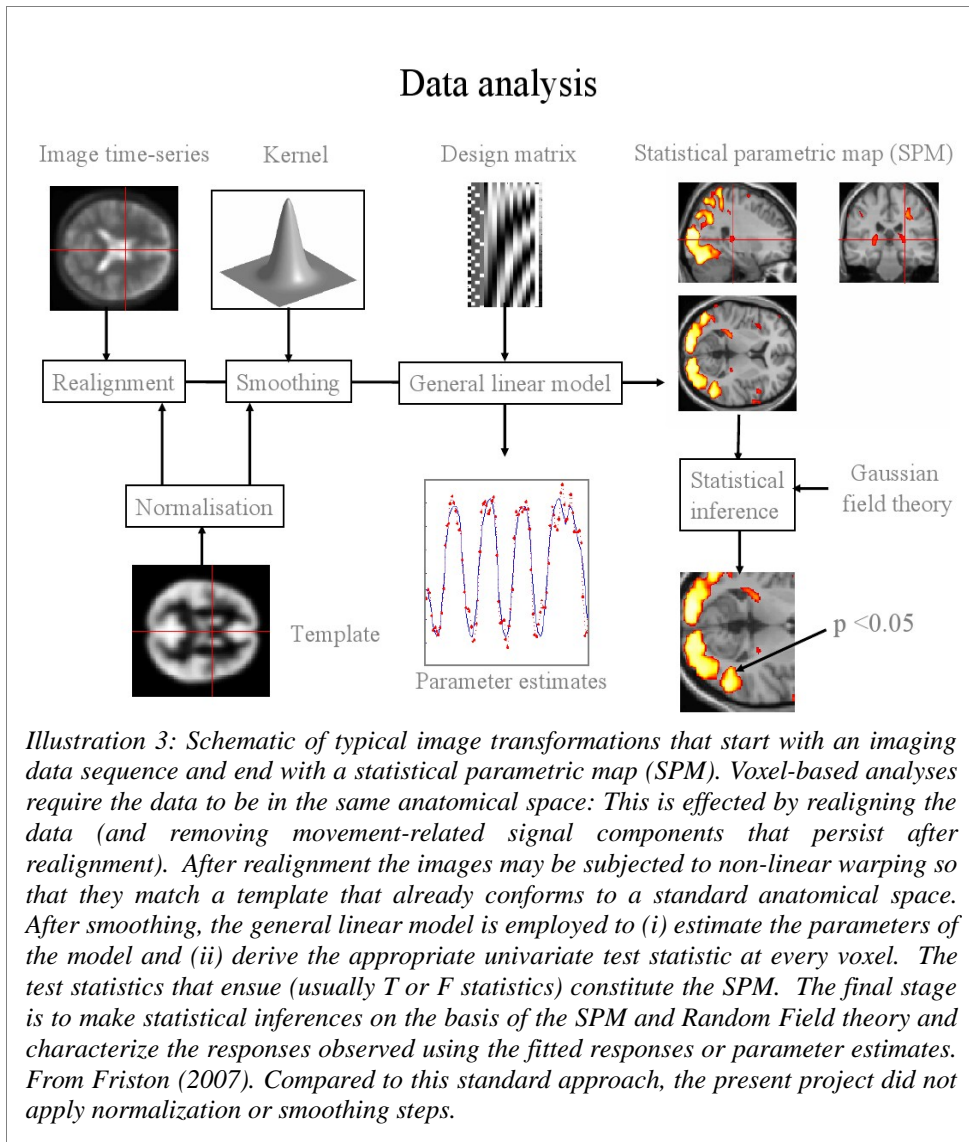 Data analysis
Image time-series
Kernel
Design matrix
Statistical parametric map (SPM)
Realignment
Smoothing
General linear model
Normalisation
Statistical
inference
Gaussian
field theory
Template
Parameter estimates
p <0.05
Illustration 3: Schematic of typical image transformations that start with an imaging
data sequence and end with a statistical parametric map (SPM). Voxel-based analyses
require the data to be in the same anatomical space: This is effected by realigning the
data (and removing movement-related signal components that persist after
realignment). After realignment the images may be subjected to non-linear warping so
that they match a template that already conforms to a standard anatomical space.
After smoothing, the general linear model is employed to (i) estimate the parameters of
the model and (ii) derive the appropriate univariate test statistic at every voxel. The
test statistics that ensue (usually T or F statistics) constitute the SPM. The final stage
is to make statistical inferences on the basis of the SPM and Random Field theory and
characterize the responses observed using the fitted responses or parameter estimates.
From Friston (2007). Compared to this standard approach, the present project did not
apply normalization or smoothing steps.